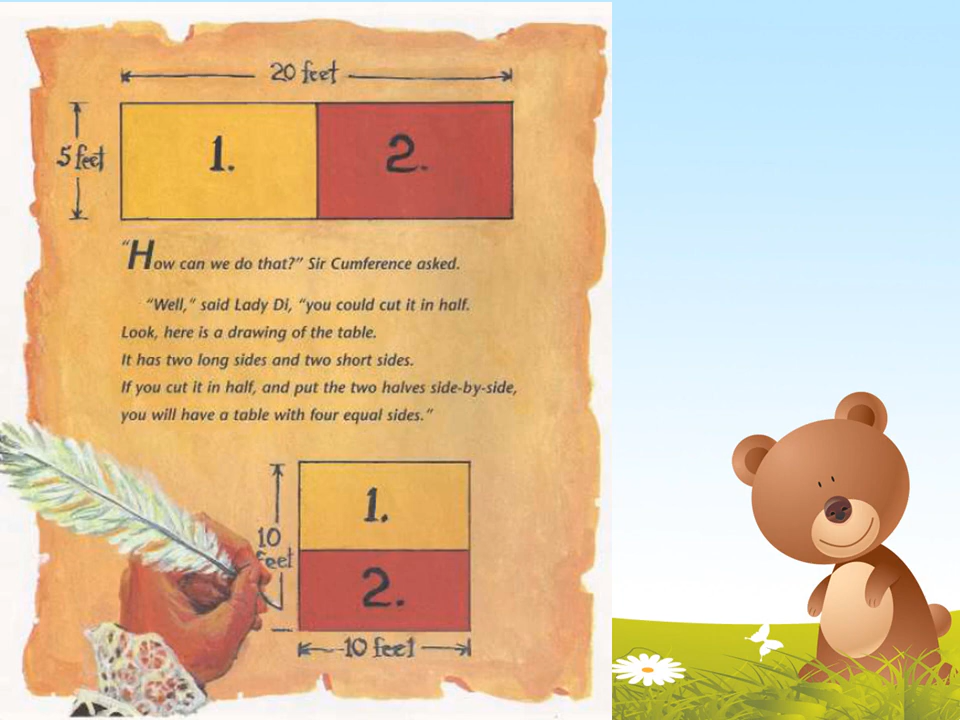 20 feet
5 feet
1.
2.
"How can we do that?" Sir Cumference asked.
"Well," said Lady Di, "you could cut it in half.
Look, here is a drawing of the table.
It has two long sides and two short sides.
If you cut it in half, and put the two halves side-by-side,
you will have a table with four equal sides."
1.
10
feet
2.
10 feet